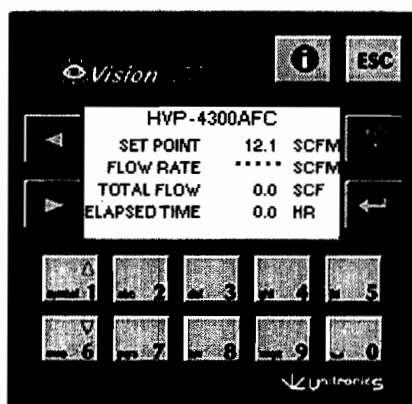 Vision
i ESC
HVP-4300AFC
SET POINT 12.1 SCFM
FLOW RATE ***** SCFM
TOTAL FLOW 0.0 SCF
ELAPSED TIME 0.0 HR
1 2 3 4 5
6 7 8 9 0
Unitronics